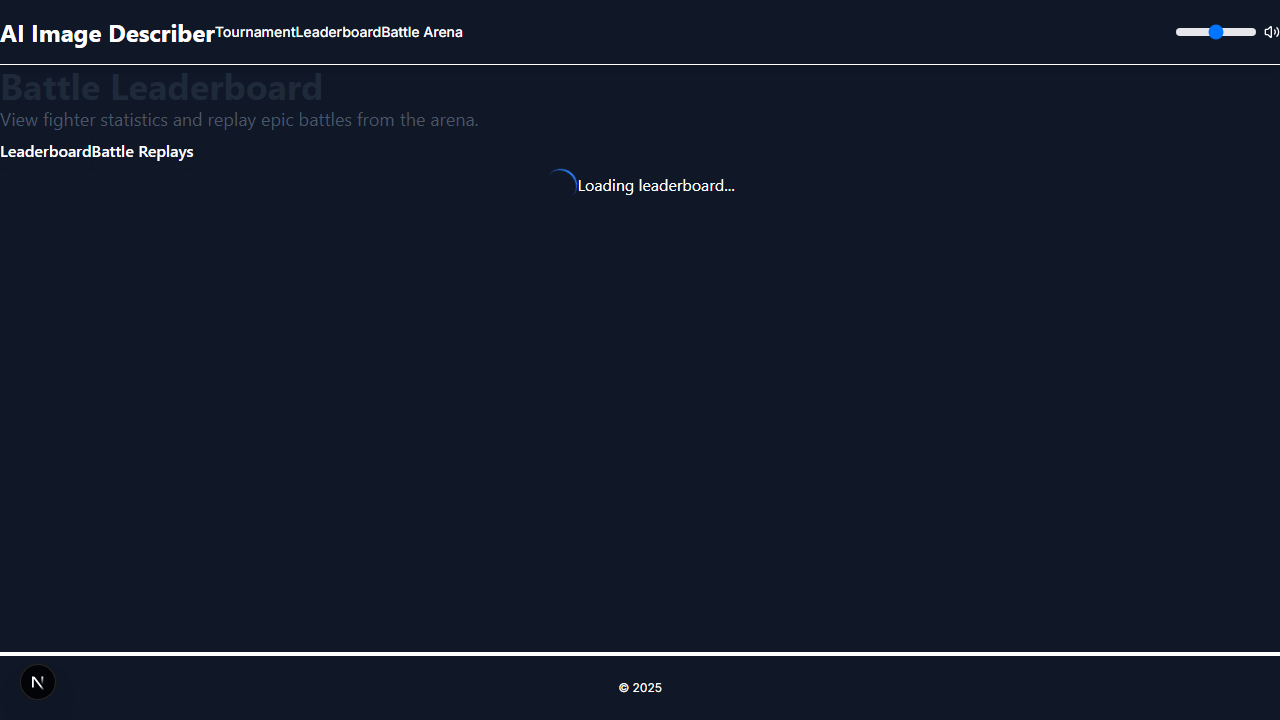 AI Image Describer Tournament Leaderboard Battle Arena
Battle Leaderboard
View fighter statistics and replay epic battles from the arena.
Leaderboard Battle Replays
Loading leaderboard...
N
© 2025